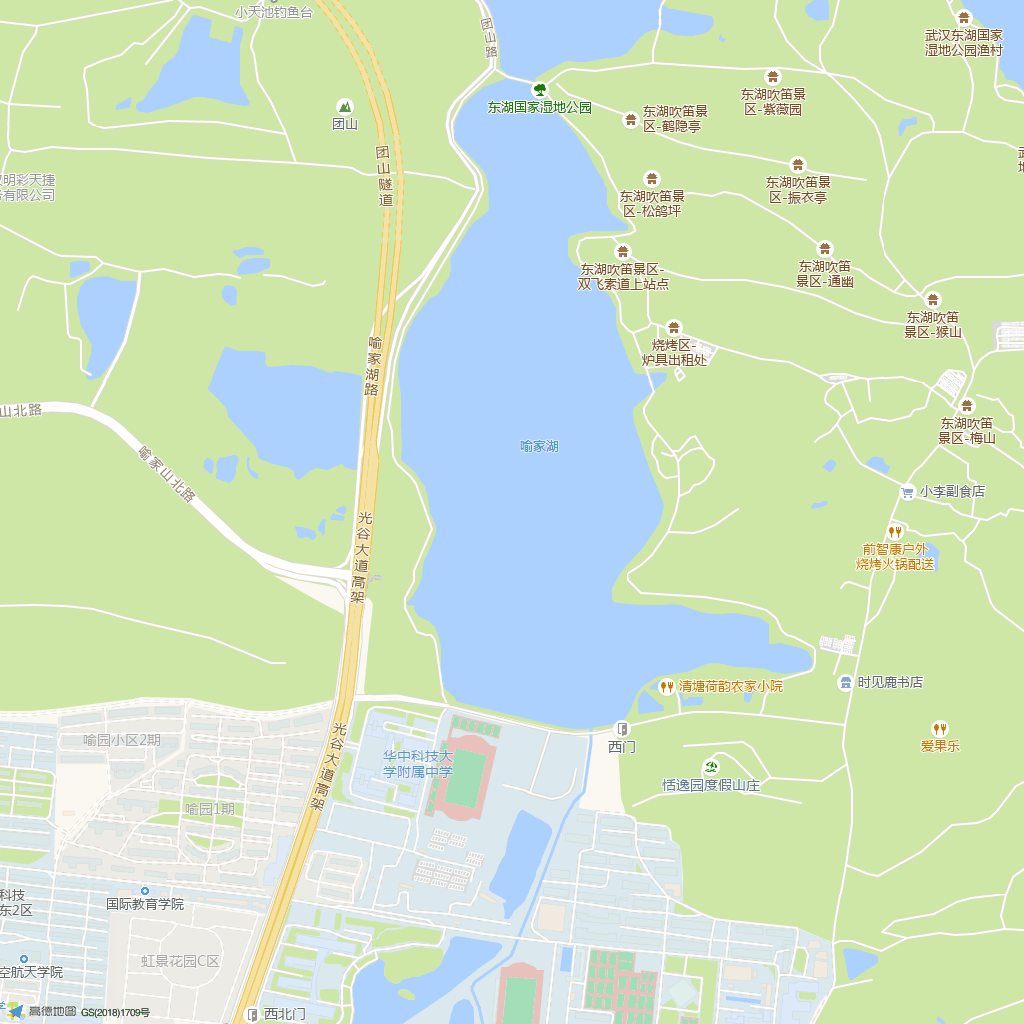 小天池钓鱼台
团山路
武汉东湖国家
湿地公园渔村
东湖国家湿地公园
东湖吹笛景
区-紫薇园
东湖吹笛景
区-鹤隐亭
团山
团山隧道
明彩天捷
有限公司
东湖吹笛景
区-松鸽坪
东湖吹笛景
区-振衣亭
东湖吹笛景区-
双飞索道上站点
东湖吹笛
景区-通幽
东湖吹笛
景区-猴山
喻家湖路
烧烤区-
炉具出租处
山北路
喻家山北路
喻家湖
东湖吹笛
景区-梅山
小李副食店
光谷大道高架
前智康户外
烧烤火锅配送
清塘荷韵农家小院
时见鹿书店
喻园小区2期
光谷大道高架
华中科技大
学附属中学
西门
爱果乐
恬逸园度假山庄
喻园1期
科技
东2区
国际教育学院
虹景花园C区
空航天学院
学
高德地图 GS(2018)1709号
西北门